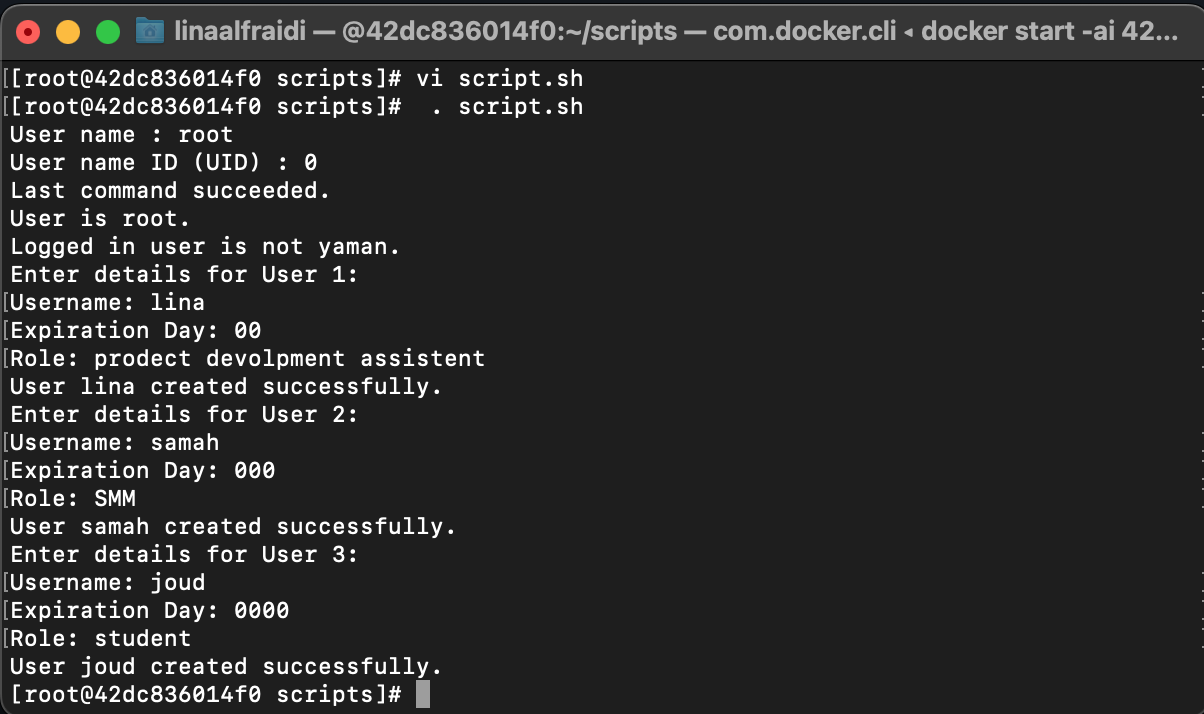 linaalfraidi — @42dc836014f0:~/scripts — com.docker.cli ◂ docker start -ai 42...
[[root@42dc836014f0 scripts]# vi script.sh
[[root@42dc836014f0 scripts]#  . script.sh
User name : root
User name ID (UID) : 0
Last command succeeded.
User is root.
Logged in user is not yaman.
Enter details for User 1:
[Username: lina
[Expiration Day: 00
[Role: prodect devolpment assistent
User lina created successfully.
Enter details for User 2:
[Username: samah
[Expiration Day: 000
[Role: SMM
User samah created successfully.
Enter details for User 3:
[Username: joud
[Expiration Day: 0000
[Role: student
User joud created successfully.
[root@42dc836014f0 scripts]#